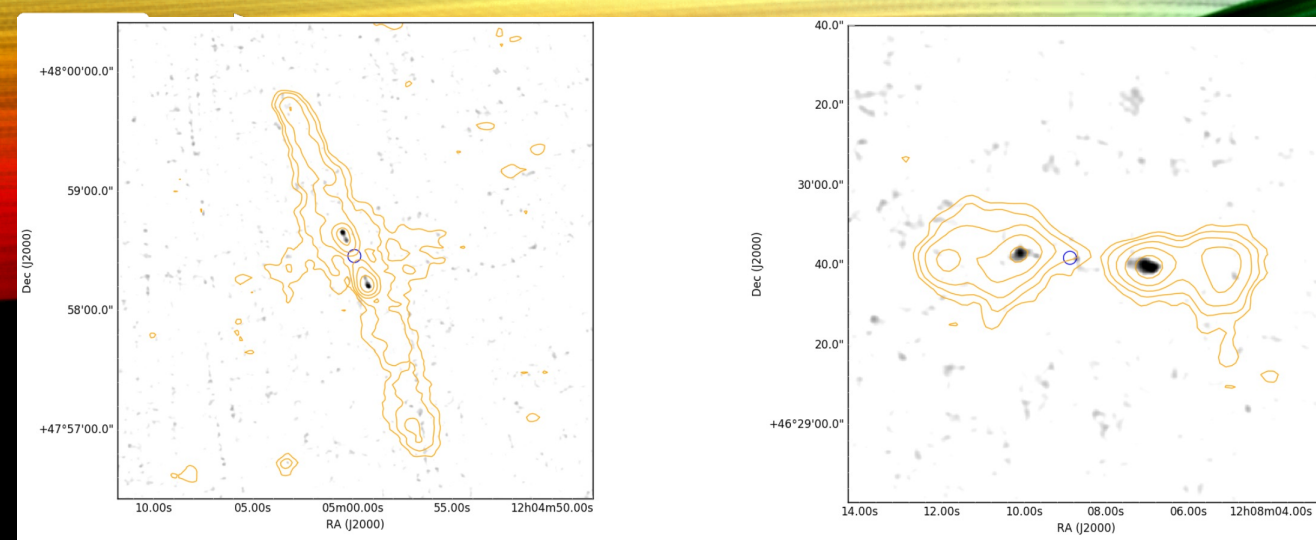 +48°00'00.0"
59'00.0"
58'00.0"
+47°57'00.0"
Dec (J2000)
10.00s 05.00s 05m00.00s 55.00s 12h04m50.00s
RA (J2000)
40.0"
20.0"
30'00.0"
40.0"
20.0"
+46°29'00.0"
Dec (J2000)
14.00s 12.00s 10.00s 08.00s 06.00s 12h08m04.00s
RA (J2000)